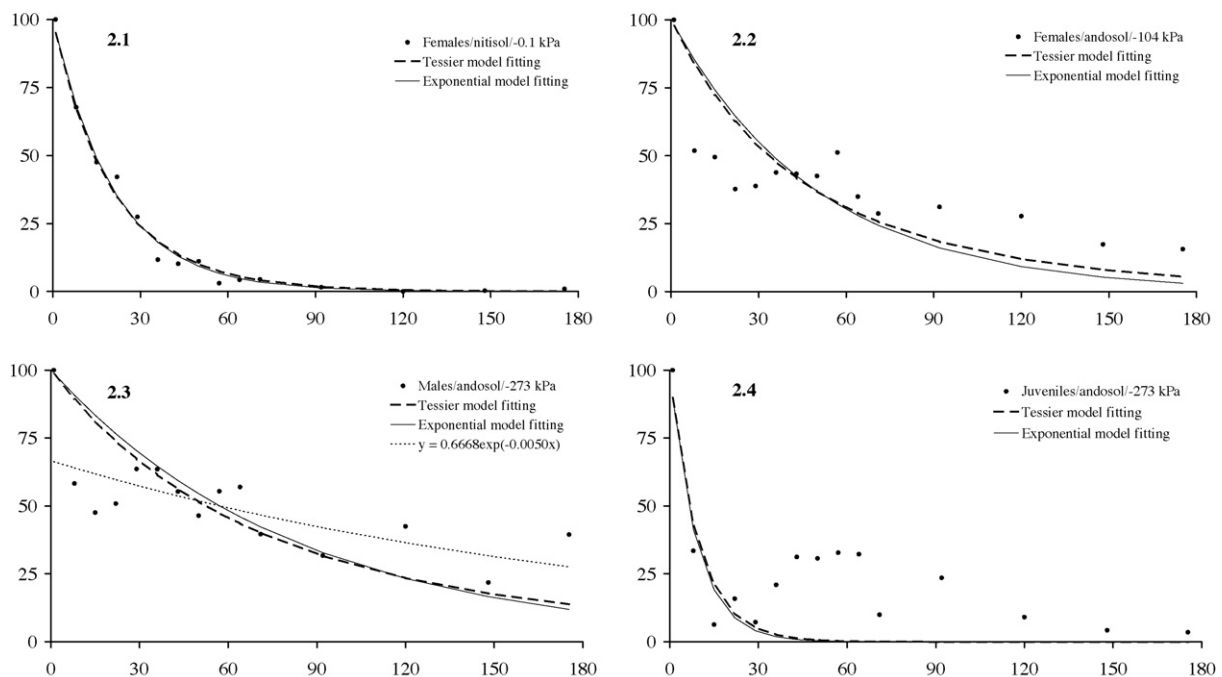 100
75
50
25
0
2.1
Females/nitisol/-0.1 kPa
Tessier model fitting
Exponential model fitting
0 30 60 90 120 150 180
100
75
50
25
0
2.2
Females/andosol/-104 kPa
Tessier model fitting
Exponential model fitting
0 30 60 90 120 150 180
100
75
50
25
0
2.3
Males/andosol/-273 kPa
Tessier model fitting
Exponential model fitting
y = 0.6668exp(-0.0050x)
0 30 60 90 120 150 180
100
75
50
25
0
2.4
Juveniles/andosol/-273 kPa
Tessier model fitting
Exponential model fitting
0 30 60 90 120 150 180